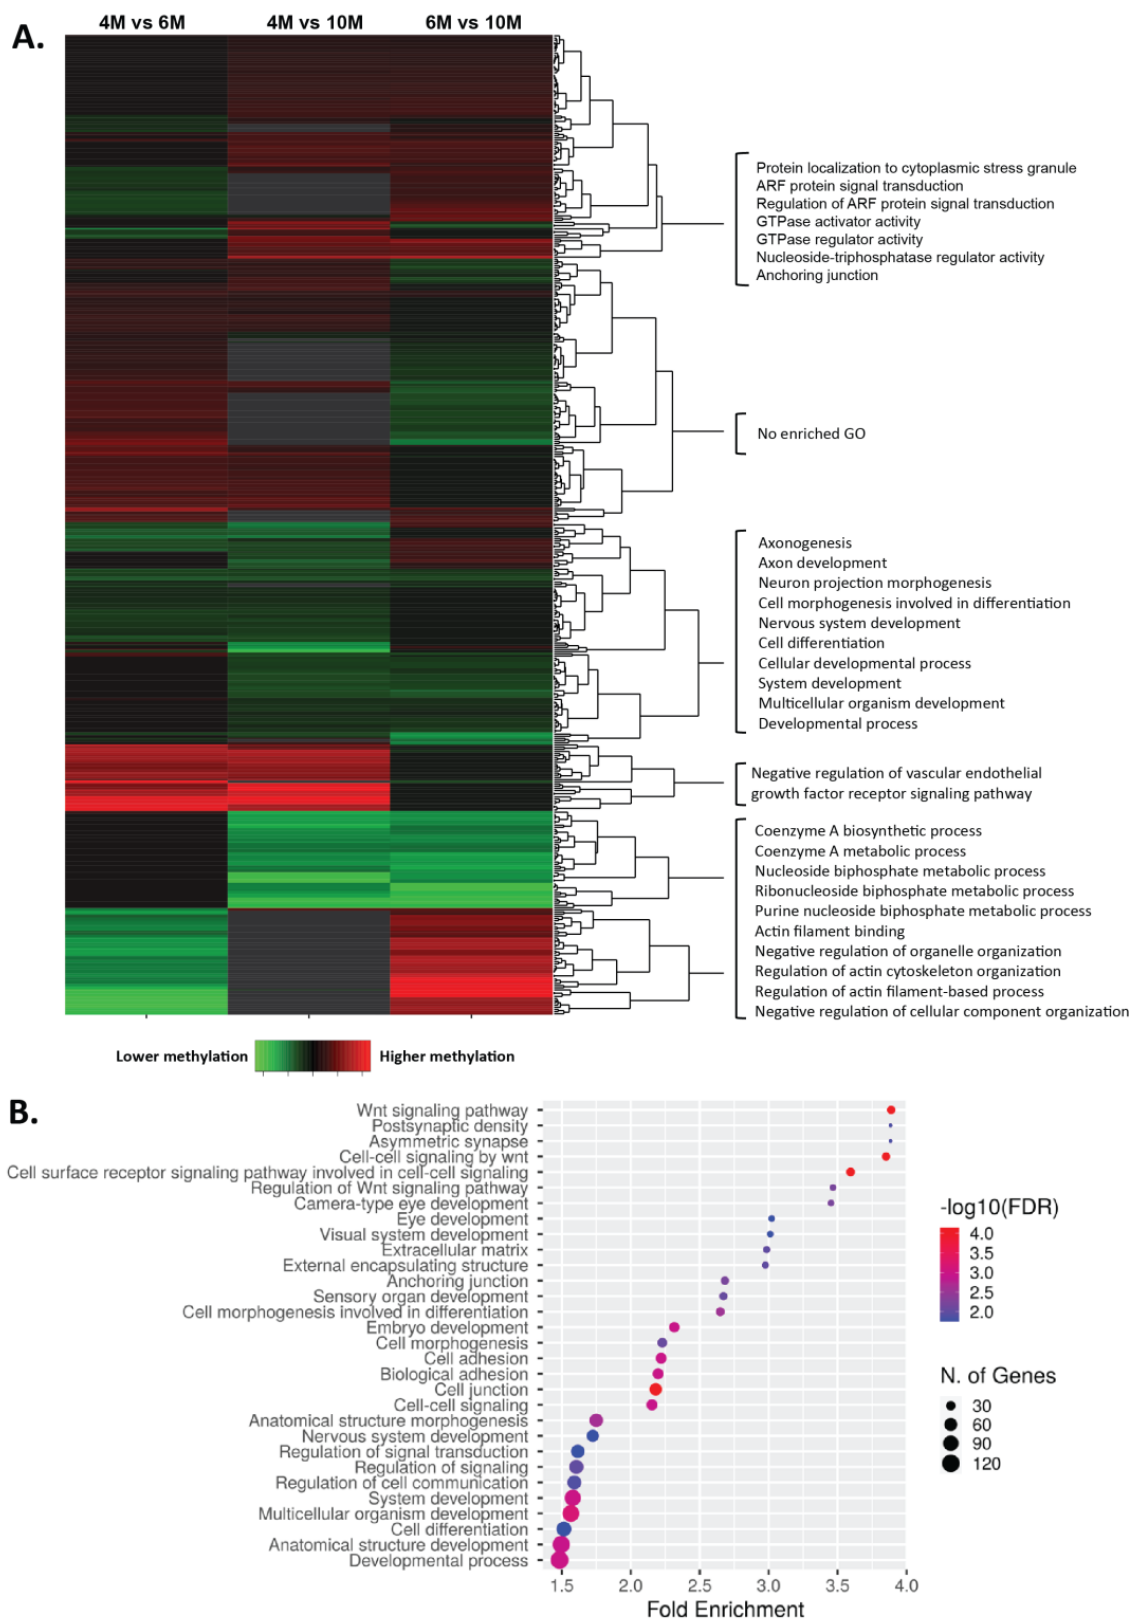 A.
4M vs 6M 4M vs 10M 6M vs 10M
Protein localization to cytoplasmic stress granule
ARF protein signal transduction
Regulation of ARF protein signal transduction
GTPase activator activity
GTPase regulator activity
Nucleoside-triphosphatase regulator activity
Anchoring junction
No enriched GO
Axonogenesis
Axon development
Neuron projection morphogenesis
Cell morphogenesis involved in differentiation
Nervous system development
Cell differentiation
Cellular developmental process
System development
Multicellular organism development
Developmental process
Negative regulation of vascular endothelial
growth factor receptor signaling pathway
Coenzyme A biosynthetic process
Coenzyme A metabolic process
Nucleoside biphosphate metabolic process
Ribonucleoside biphosphate metabolic process
Purine nucleoside biphosphate metabolic process
Actin filament binding
Negative regulation of organelle organization
Regulation of actin cytoskeleton organization
Regulation of actin filament-based process
Negative regulation of cellular component organization
Lower methylation Higher methylation
B.
Wnt signaling pathway
Postsynaptic density
Asymmetric synapse
Cell-cell signaling by wnt
Cell surface receptor signaling pathway involved in cell-cell signaling
Regulation of Wnt signaling pathway
Camera-type eye development
Eye development
Visual system development
Extracellular matrix
External encapsulating structure
Anchoring junction
Sensory organ development
Cell morphogenesis involved in differentiation
Embryo development
Cell morphogenesis
Cell adhesion
Biological adhesion
Cell junction
Cell-cell signaling
Anatomical structure morphogenesis
Nervous system development
Regulation of signal transduction
Regulation of signaling
Regulation of cell communication
System development
Multicellular organism development
Cell differentiation
Anatomical structure development
Developmental process
1.5 2.0 2.5 3.0 3.5 4.0
Fold Enrichment
-log10(FDR)
4.0
3.5
3.0
2.5
2.0
N. of Genes
30
60
90
120